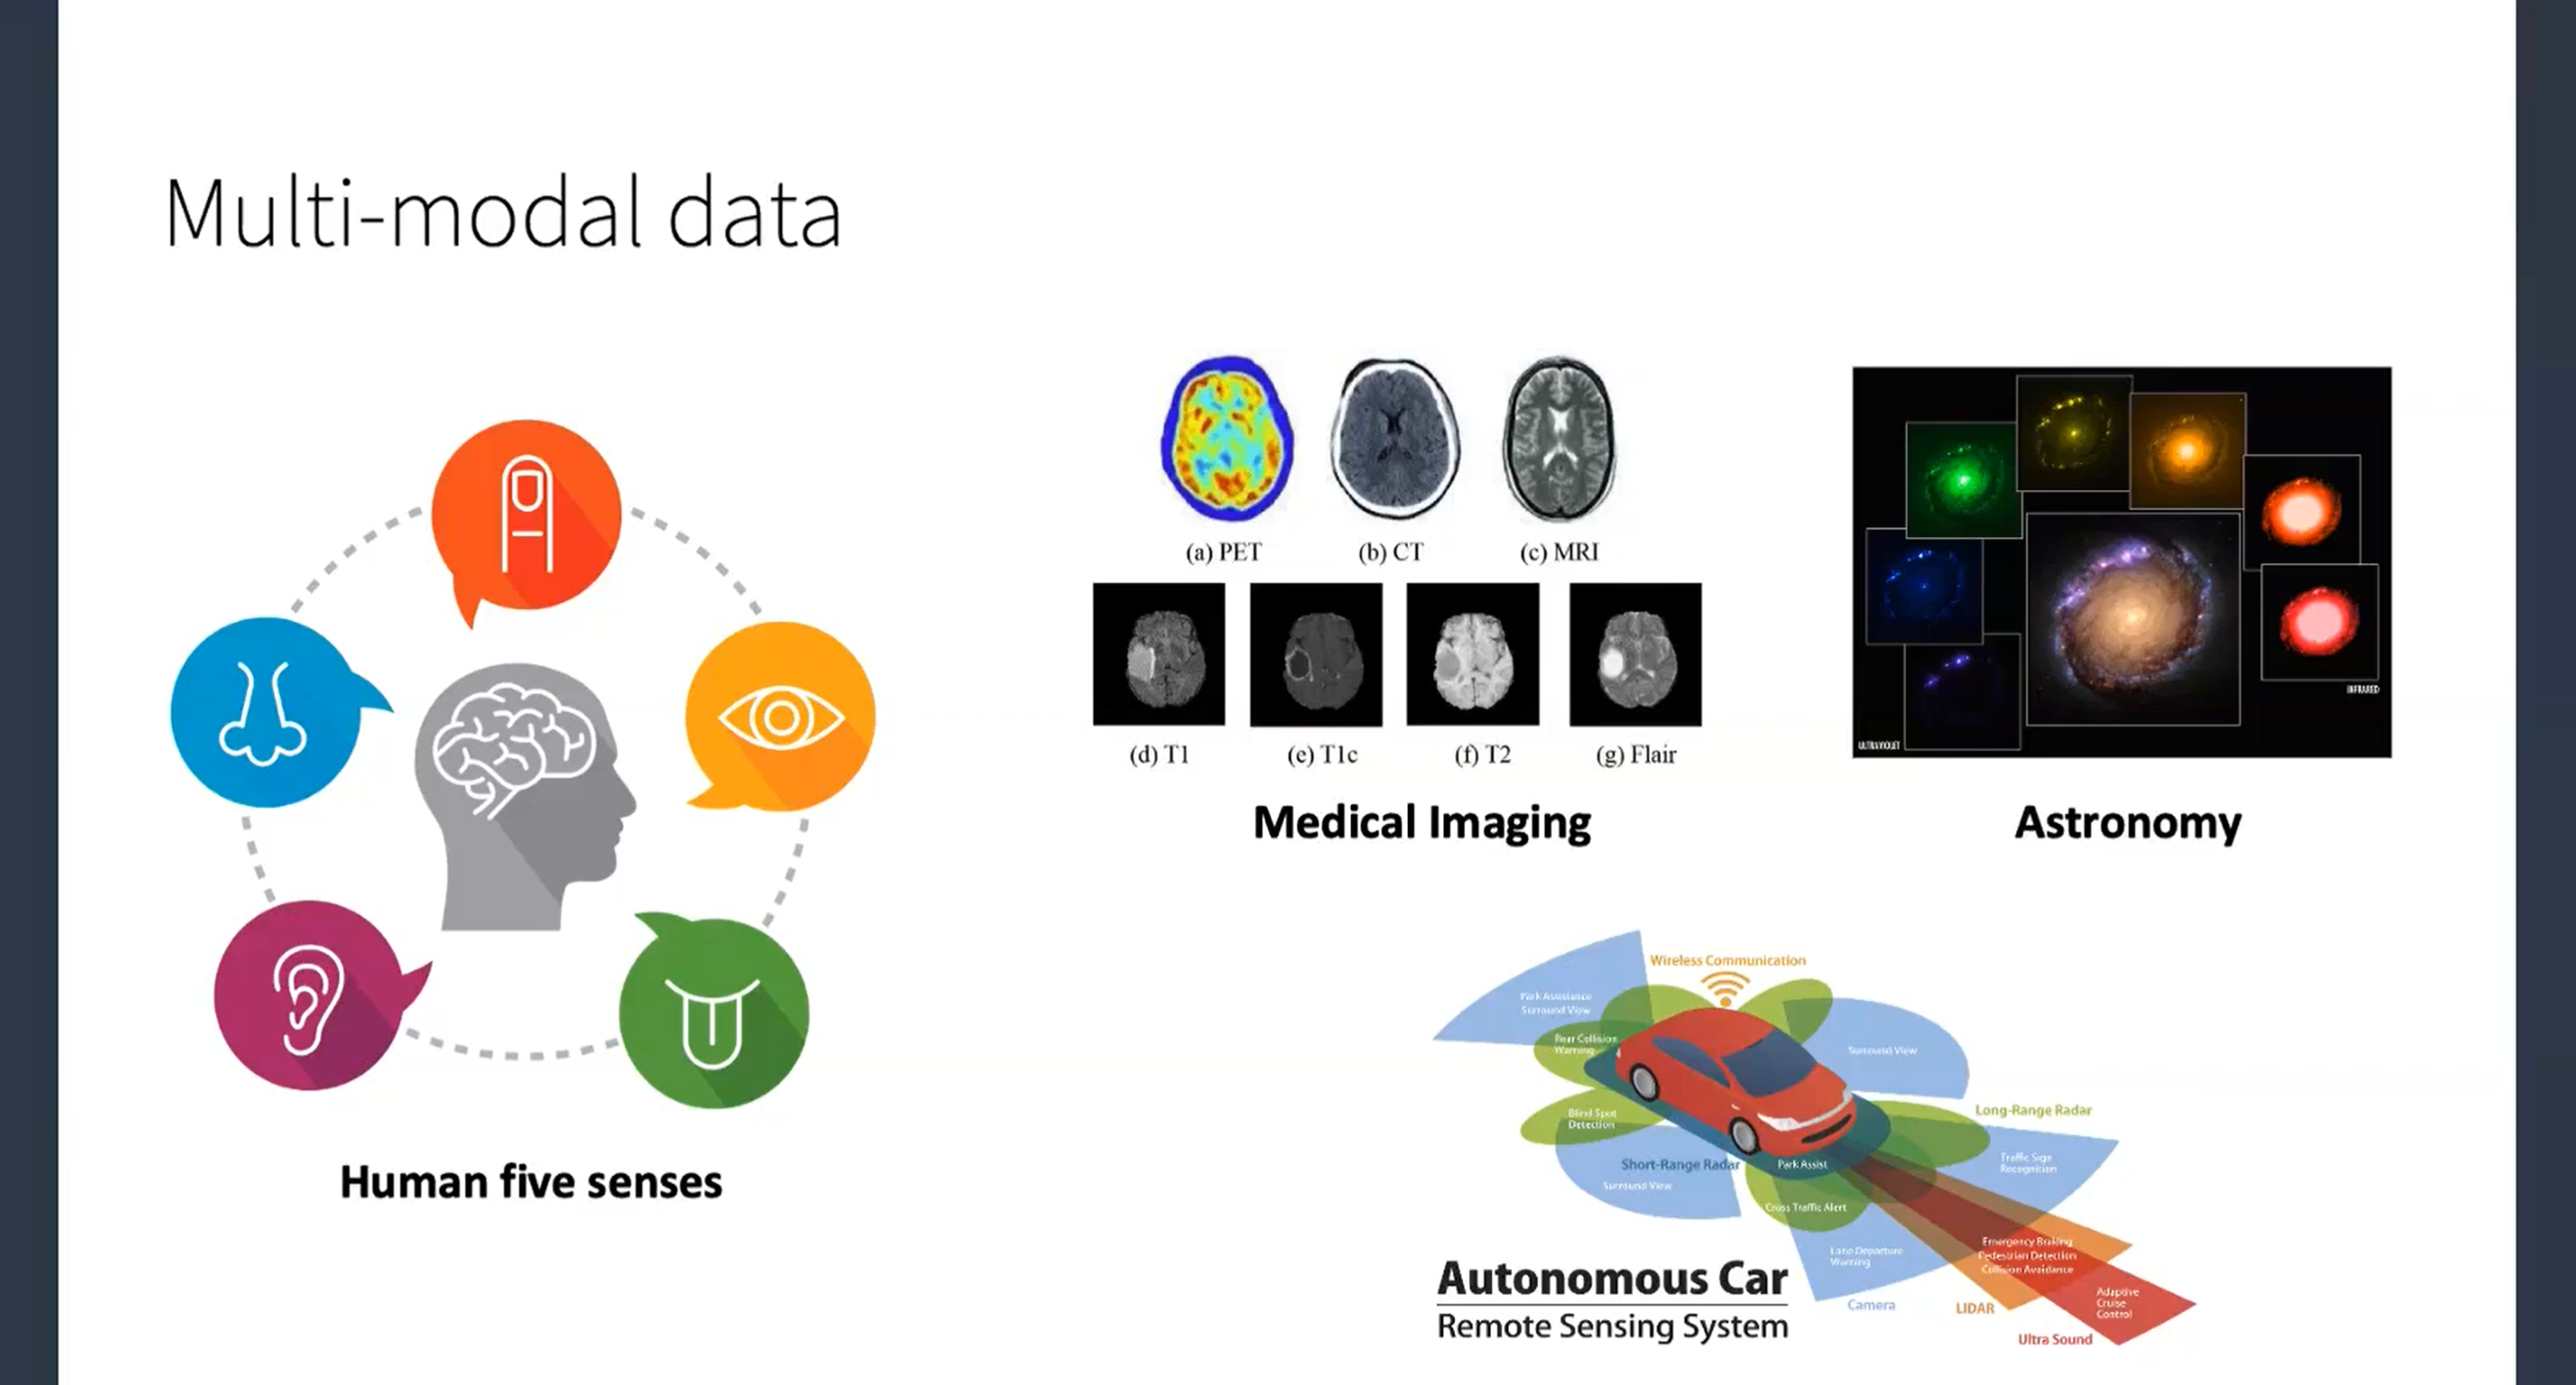 Multi-modal data
Human five senses
(a) PET
(b) CT
(c) MRI
(d) T1
(e) T1c
(f) T2
(g) Flair
Medical Imaging
ULTRAVIOLET
INFRARED
Astronomy
Wireless Communication
Park Assistance
Surround View
Rear Collision
Warning
Surround View
Blind Spot
Detection
Long-Range Radar
Traffic Sign
Recognition
Short-Range Radar
Park Assist
Surround View
Cross Traffic Alert
Lane Departure
Warning
Emergency Braking
Pedestrian Detection
Collision Avoidance
Adaptive
Cruise
Control
Camera
LIDAR
Ultra Sound
Autonomous Car
Remote Sensing System